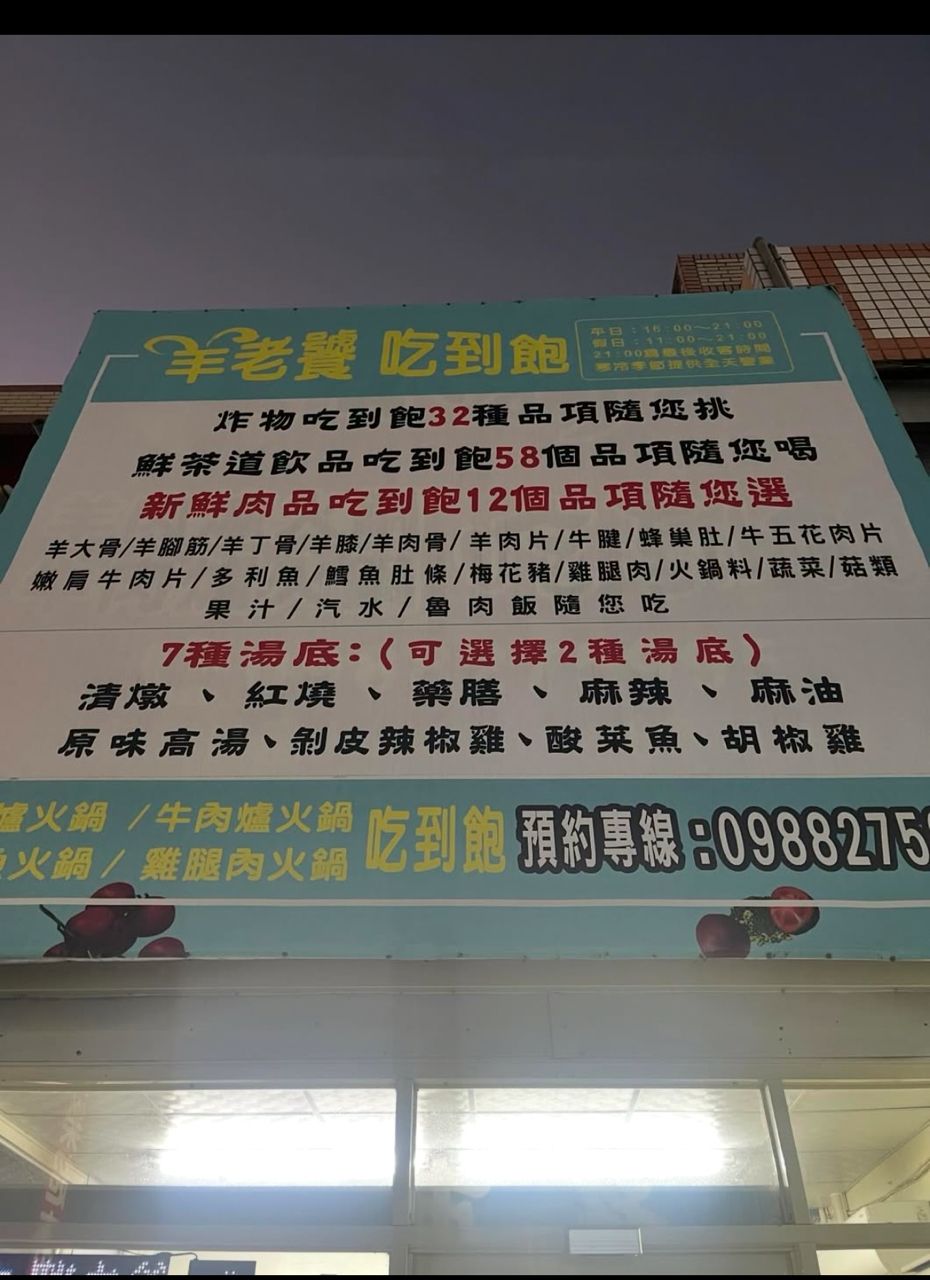 羊老饕 吃到飽
平日：16:00～21:00
假日：11:00～21:00
21:00為最後收客時間
寒冷季節提供全天營業
炸物吃到飽32種品項隨您挑
鮮茶道飲品吃到飽58個品項隨您喝
新鮮肉品吃到飽12個品項隨您選
羊大骨/羊腳筋/羊丁骨/羊膝/羊肉骨/羊肉片/牛腱/蜂巢肚/牛五花肉片
嫩肩牛肉片/多利魚/鱈魚肚條/梅花豬/雞腿肉/火鍋料/蔬菜/菇類
果汁/汽水/魯肉飯隨您吃
7種湯底：(可選擇2種湯底)
清燉、紅燒、藥膳、麻辣、麻油
原味高湯、剝皮辣椒雞、酸菜魚、胡椒雞
爐火鍋 /牛肉爐火鍋
火鍋/ 雞腿肉火鍋
吃到飽
預約專線：0988275